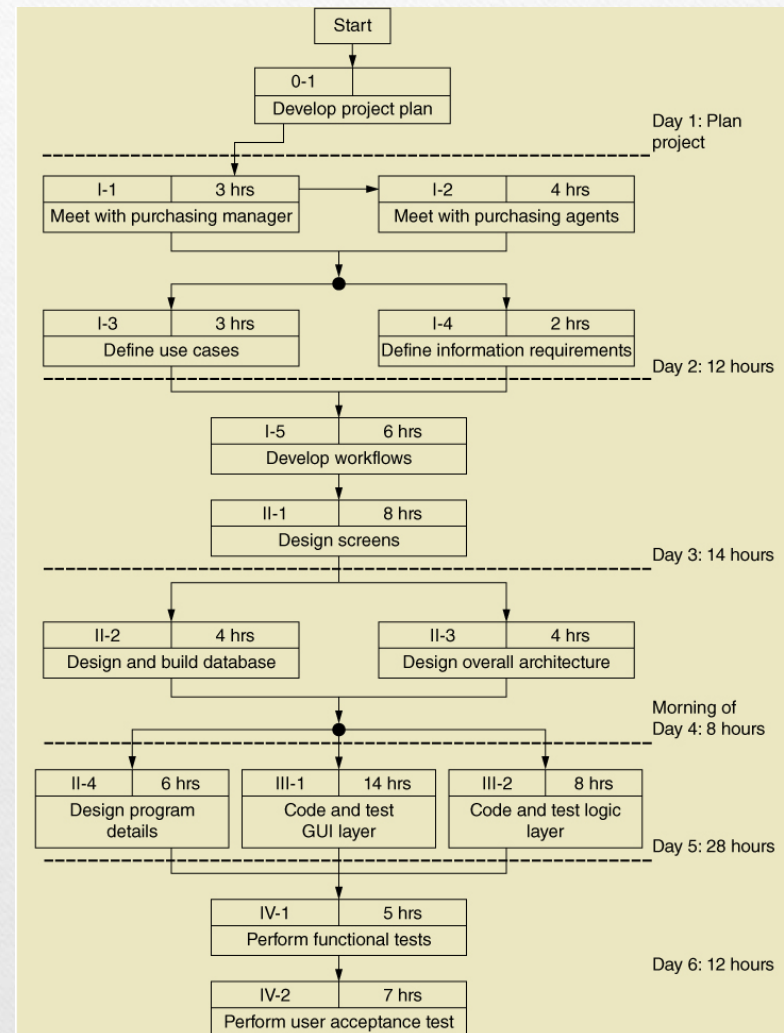 Start
0-1
Develop project plan
Day 1: Plan
project
I-1 3 hrs
Meet with purchasing manager
I-2 4 hrs
Meet with purchasing agents
I-3 3 hrs
Define use cases
I-4 2 hrs
Define information requirements
Day 2: 12 hours
I-5 6 hrs
Develop workflows
II-1 8 hrs
Design screens
Day 3: 14 hours
II-2 4 hrs
Design and build database
II-3 4 hrs
Design overall architecture
Morning of
Day 4: 8 hours
II-4 6 hrs
Design program
details
III-1 14 hrs
Code and test
GUI layer
III-2 8 hrs
Code and test logic
layer
Day 5: 28 hours
IV-1 5 hrs
Perform functional tests
Day 6: 12 hours
IV-2 7 hrs
Perform user acceptance test